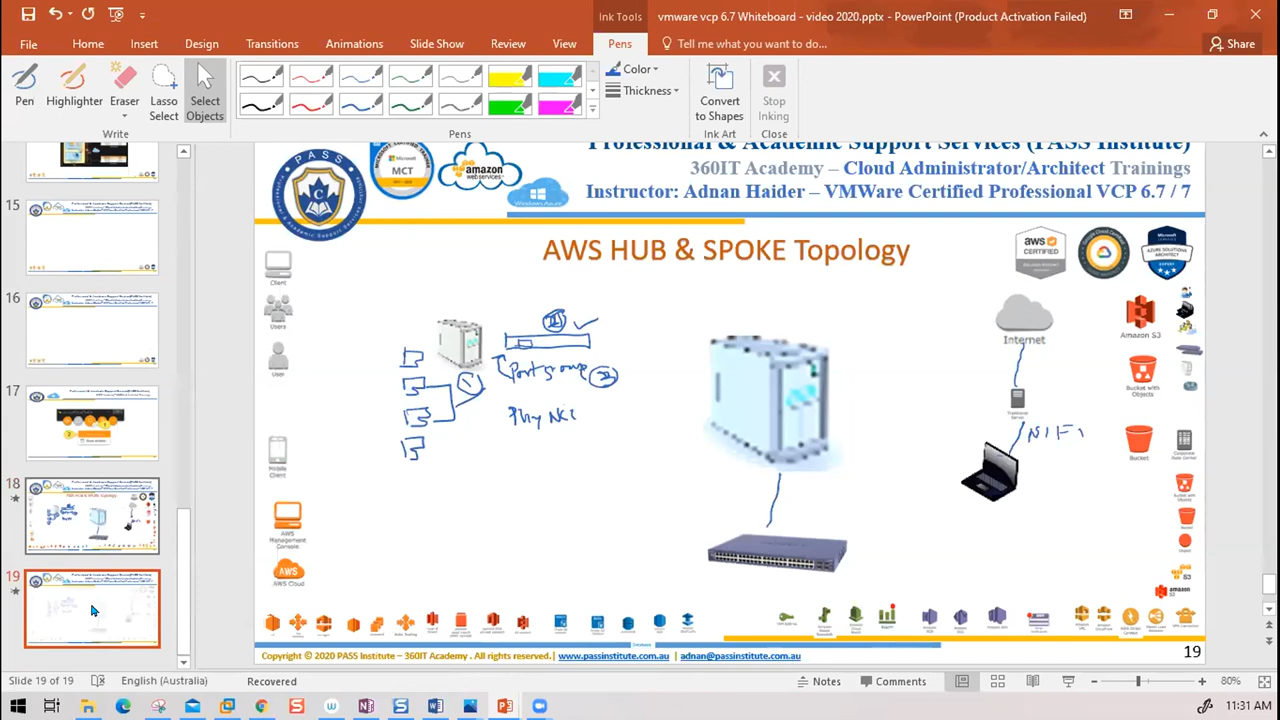 Ink Tools
vmware vcp 6.7 Whiteboard - video 2020.pptx - PowerPoint (Product Activation Failed)
File Home Insert Design Transitions Animations Slide Show Review View Pens Tell me what you want to do... Share
Pen Highlighter Eraser Lasso Select Select Objects
Color Thickness
Convert to Shapes
Stop Inking
Write Pens Ink Art Close
15
16
17
18
19
PASS
Microsoft
MCT
amazon
web services
Professional & Academic Support Services (PASS Institute)
360IT Academy – Cloud Administrator/Architect Trainings
Instructor: Adnan Haider – VMWare Certified Professional VCP 6.7 / 7
AWS HUB & SPOKE Topology
aws
CERTIFIED
Client
Users
User
Mobile Client
AWS Management Console
AWS Cloud
Port group
Phy NIC
Internet
WIFI
Amazon S3
Bucket with Objects
Bucket
Copyright © 2020 PASS Institute – 360IT Academy . All rights reserved.| www.passinstitute.com.au | adnan@passinstitute.com.au
19
Slide 19 of 19 English (Australia) Recovered Notes Comments 80%
11:31 AM